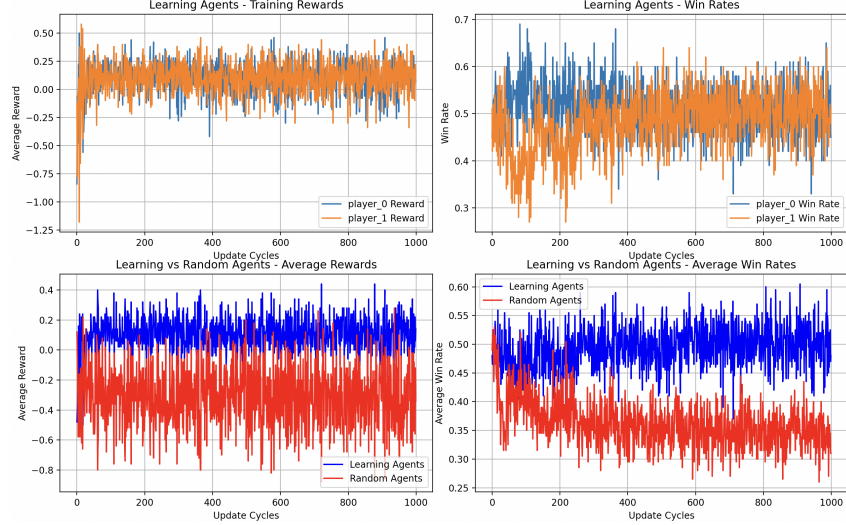 Learning Agents - Training Rewards
0.50
0.25
0.00
−0.25
−0.50
−0.75
−1.00
−1.25
Average Reward
player_0 Reward
player_1 Reward
0 200 400 600 800 1000
Update Cycles
Learning Agents - Win Rates
0.7
0.6
0.5
0.4
0.3
Win Rate
player_0 Win Rate
player_1 Win Rate
0 200 400 600 800 1000
Update Cycles
Learning vs Random Agents - Average Rewards
0.4
0.2
0.0
−0.2
−0.4
−0.6
−0.8
Average Reward
Learning Agents
Random Agents
0 200 400 600 800 1000
Update Cycles
Learning vs Random Agents - Average Win Rates
0.60
0.55
0.50
0.45
0.40
0.35
0.30
0.25
Average Win Rate
Learning Agents
Random Agents
0 200 400 600 800 1000
Update Cycles